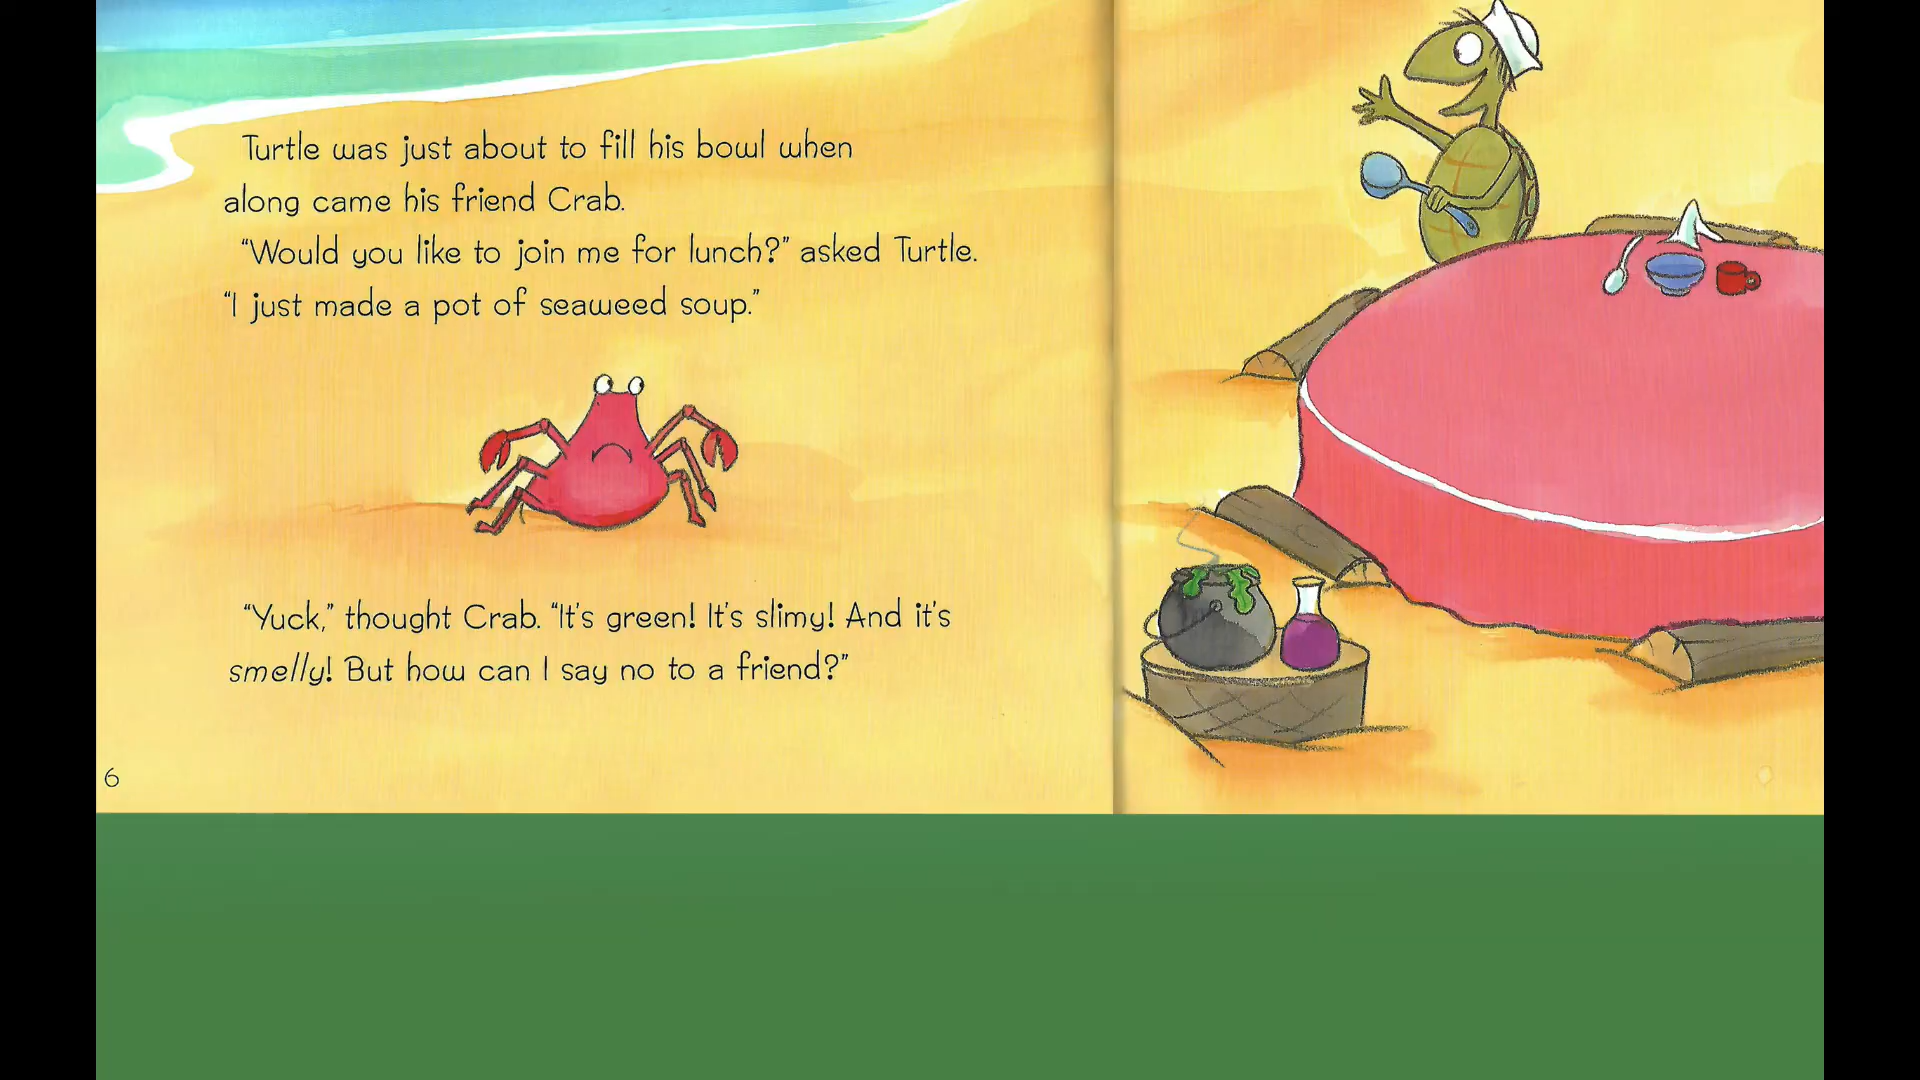 Turtle was just about to fill his bowl when
along came his friend Crab.
“Would you like to join me for lunch?” asked Turtle.
“I just made a pot of seaweed soup.”
“Yuck,” thought Crab. “It’s green! It’s slimy! And it’s
smelly! But how can I say no to a friend?”
6